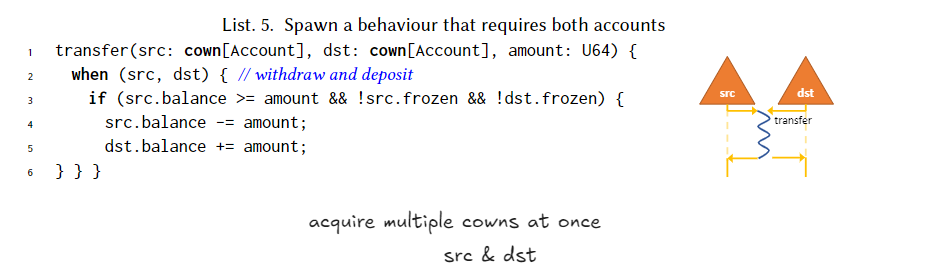 List. 5. Spawn a behaviour that requires both accounts
1 transfer(src: cown[Account], dst: cown[Account], amount: U64) {
2 when (src, dst) { // withdraw and deposit
3 if (src.balance >= amount && !src.frozen && !dst.frozen) {
4 src.balance -= amount;
5 dst.balance += amount;
6 } } }
src dst
transfer
acquire multiple cowns at once
src & dst